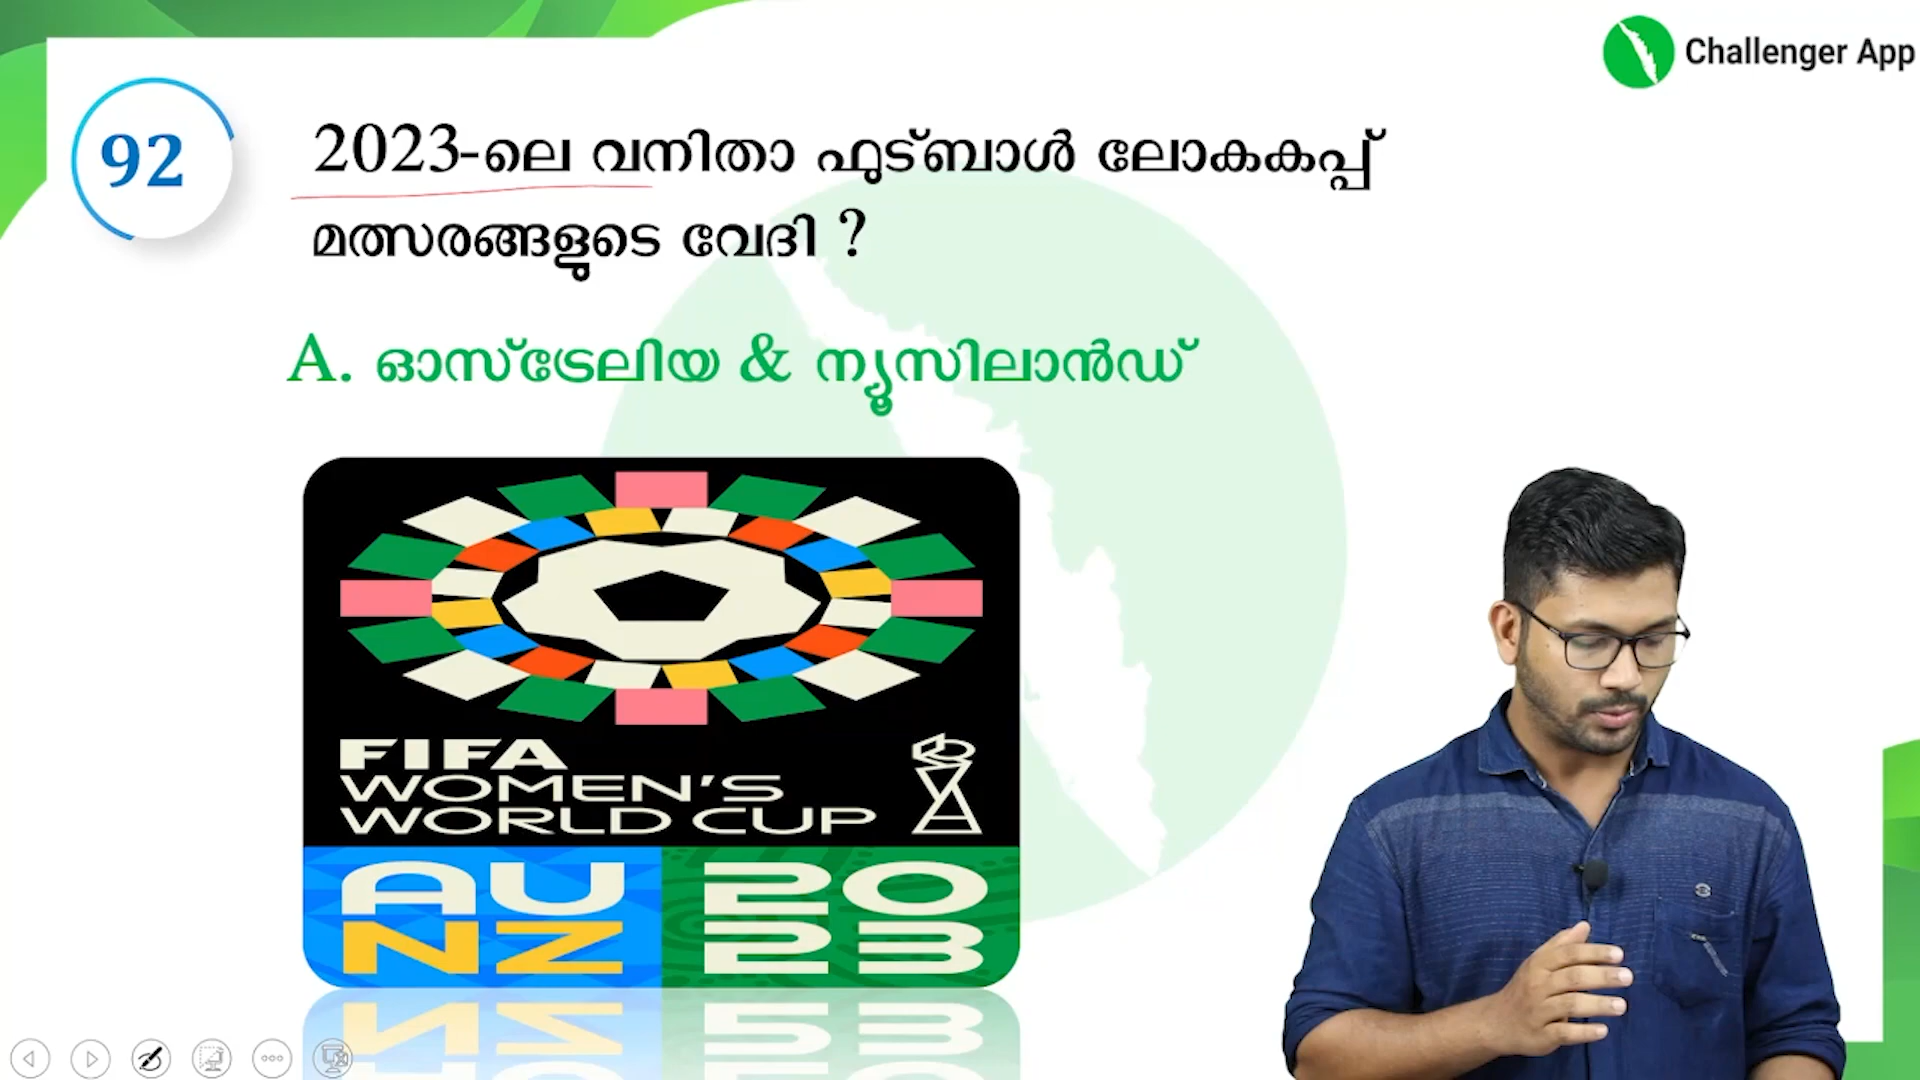 Challenger App
92
2023-ലെ വനിതാ ഫുട്ബാൾ ലോകകപ്പ്
മത്സരങ്ങളുടെ വേദി ?
A. ഓസ്ട്രേലിയ & ന്യൂസിലാൻഡ്
FIFA
WOMEN'S
WORLD CUP
AU 20
NZ 23